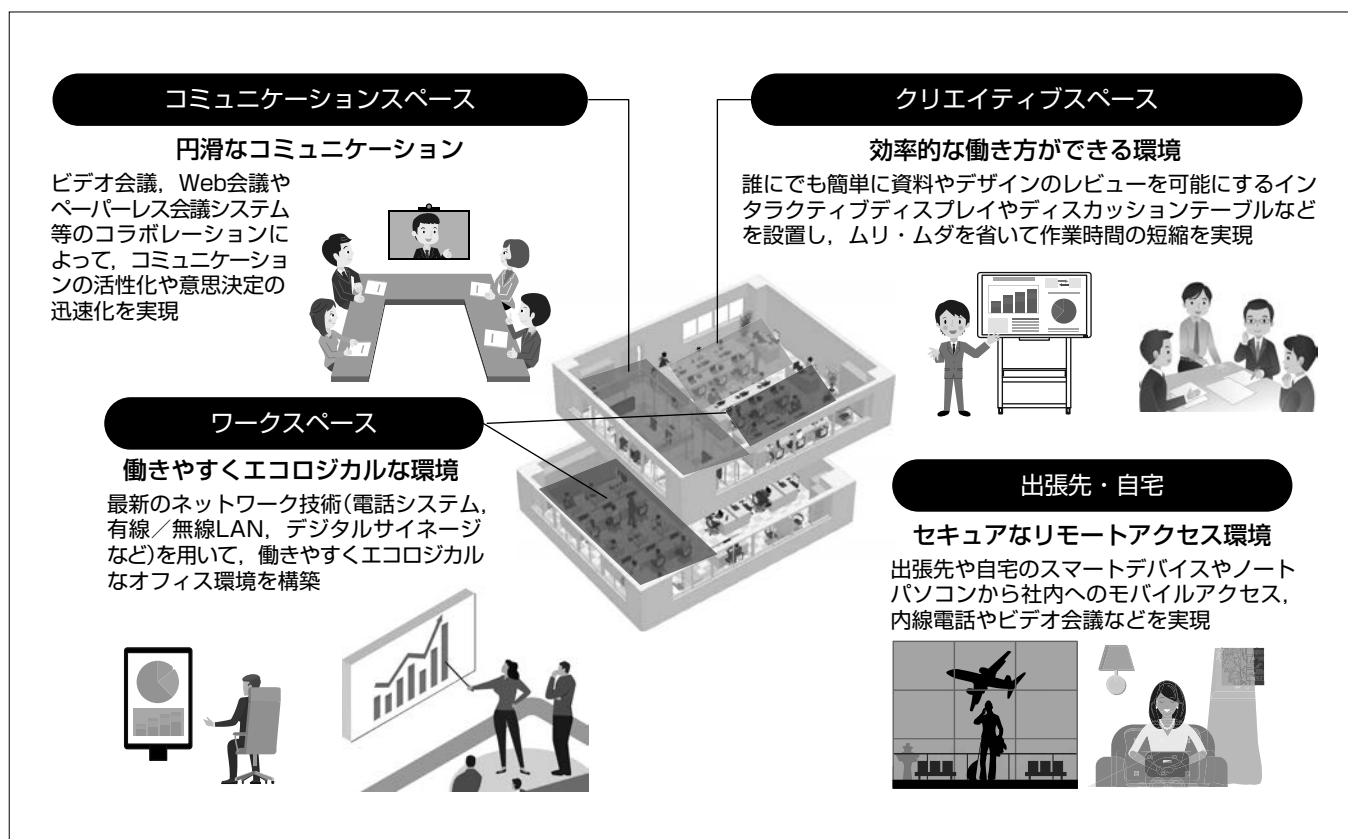 コミュニケーションスペース
円滑なコミュニケーション
ビデオ会議，Web会議や
ペーパーレス会議システム
等のコラボレーションに
よって，コミュニケーショ
ンの活性化や意思決定の
迅速化を実現
クリエイティブスペース
効率的な働き方ができる環境
誰にでも簡単に資料やデザインのレビューを可能にするイン
タラクティブディスプレイやディスカッションテーブルなど
を設置し，ムリ・ムダを省いて作業時間の短縮を実現
ワークスペース
働きやすくエコロジカルな環境
最新のネットワーク技術（電話システム，
有線／無線LAN，デジタルサイネージ
など）を用いて，働きやすくエコロジカル
なオフィス環境を構築
出張先・自宅
セキュアなリモートアクセス環境
出張先や自宅のスマートデバイスやノート
パソコンから社内へのモバイルアクセス，
内線電話やビデオ会議などを実現